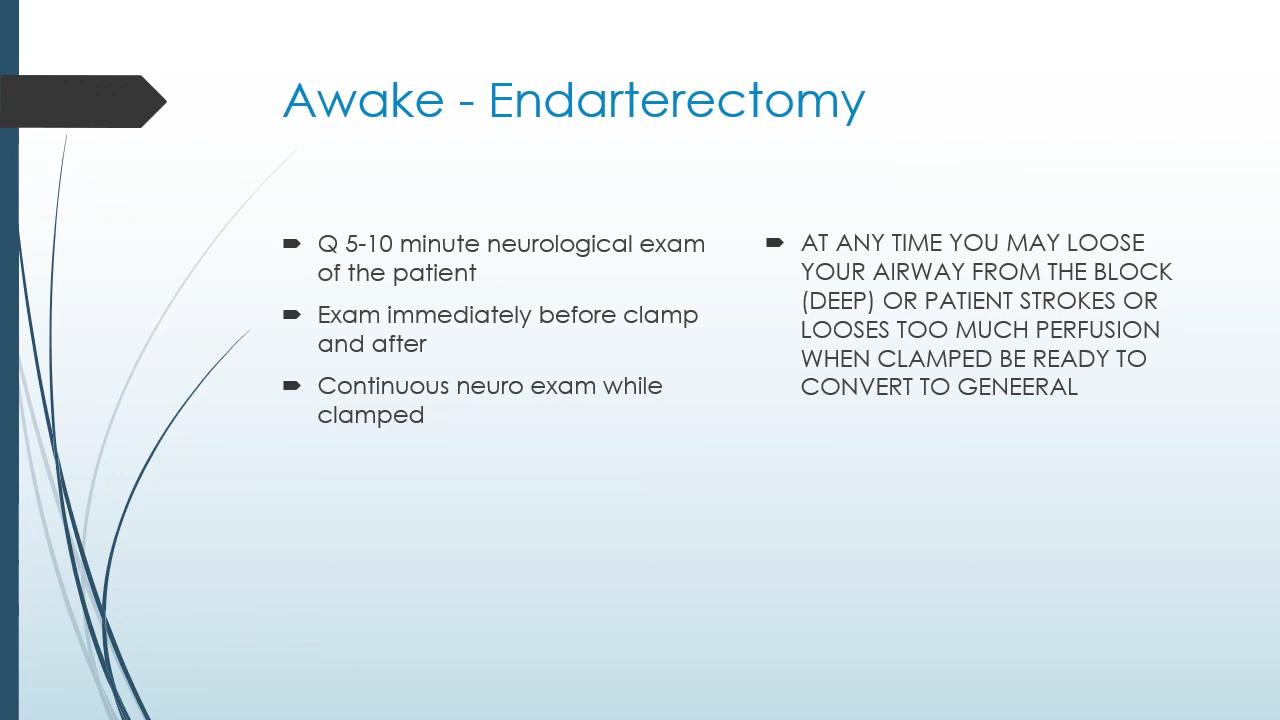 Awake - Endarterectomy
Q 5-10 minute neurological exam
of the patient
Exam immediately before clamp
and after
Continuous neuro exam while
clamped
AT ANY TIME YOU MAY LOOSE
YOUR AIRWAY FROM THE BLOCK
(DEEP) OR PATIENT STROKES OR
LOOSES TOO MUCH PERFUSION
WHEN CLAMPED BE READY TO
CONVERT TO GENEERAL